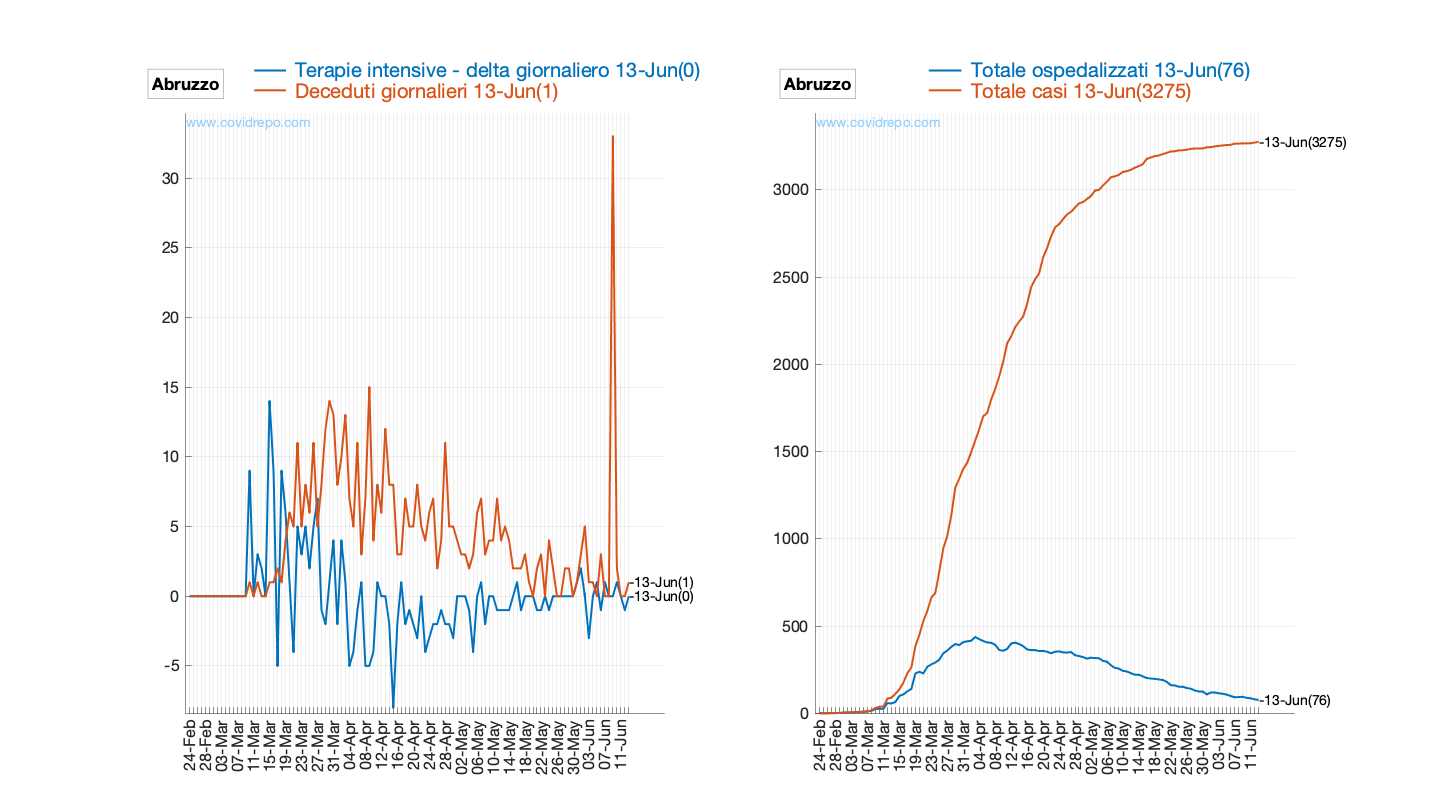 Abruzzo
Terapie intensive - delta giornaliero 13-Jun(0)
Deceduti giornalieri 13-Jun(1)
www.covidrepo.com
30
25
20
15
10
5
0
-5
-13-Jun(1)
-13-Jun(0)
24-Feb
28-Feb
03-Mar
07-Mar
11-Mar
15-Mar
19-Mar
23-Mar
27-Mar
31-Mar
04-Apr
08-Apr
12-Apr
16-Apr
20-Apr
24-Apr
28-Apr
02-May
06-May
10-May
14-May
18-May
22-May
26-May
30-May
03-Jun
07-Jun
11-Jun
Abruzzo
Totale ospedalizzati 13-Jun(76)
Totale casi 13-Jun(3275)
www.covidrepo.com
3000
2500
2000
1500
1000
500
0
-13-Jun(3275)
-13-Jun(76)
24-Feb
28-Feb
03-Mar
07-Mar
11-Mar
15-Mar
19-Mar
23-Mar
27-Mar
31-Mar
04-Apr
08-Apr
12-Apr
16-Apr
20-Apr
24-Apr
28-Apr
02-May
06-May
10-May
14-May
18-May
22-May
26-May
30-May
03-Jun
07-Jun
11-Jun